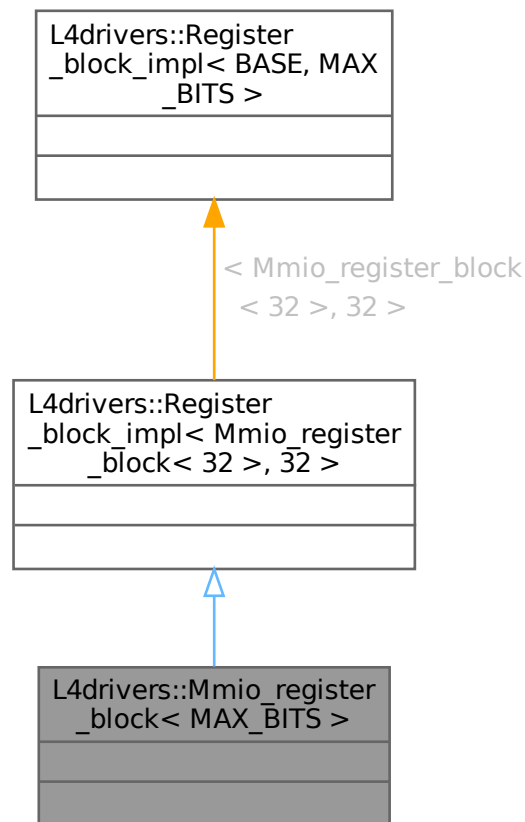 L4drivers::Register
_block_impl< BASE, MAX
_BITS >
< Mmio_register_block
< 32 >, 32 >
L4drivers::Register
_block_impl< Mmio_register
_block< 32 >, 32 >
L4drivers::Mmio_register
_block< MAX_BITS >